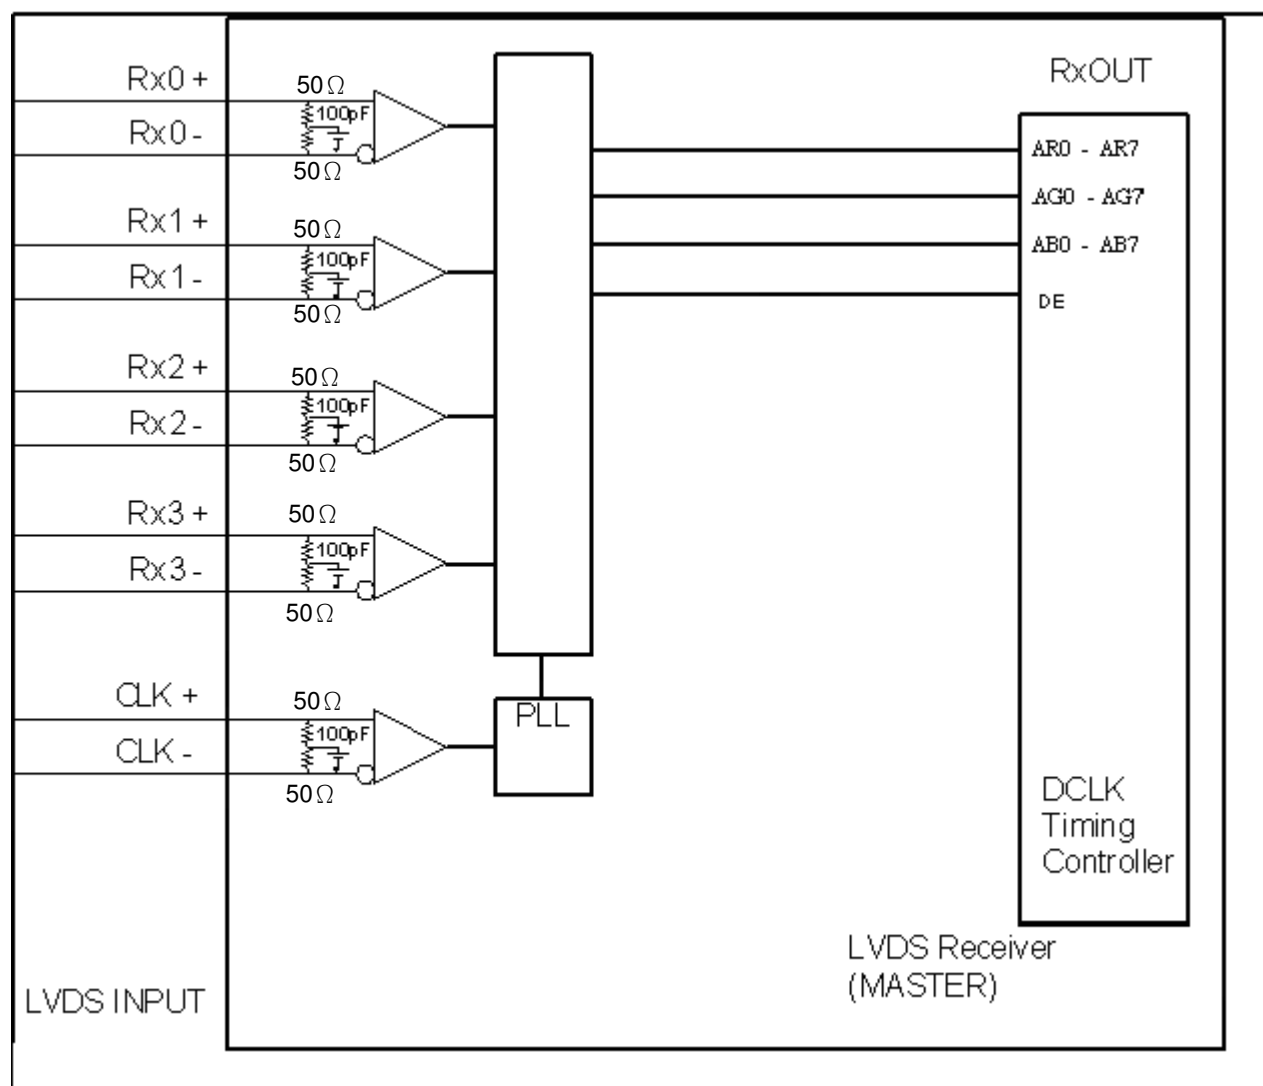 RxOUT
Rx0 +
50Ω
100pF
Rx0 -
50Ω
AR0 - AR7
AG0 - AG7
AB0 - AB7
DE
Rx1 +
50Ω
100pF
Rx1 -
50Ω
Rx2 +
50Ω
100pF
Rx2 -
50Ω
Rx3 +
50Ω
100pF
Rx3 -
50Ω
CLK +
50Ω
100pF
CLK -
50Ω
PLL
DCLK
Timing
Controller
LVDS Receiver
(MASTER)
LVDS INPUT